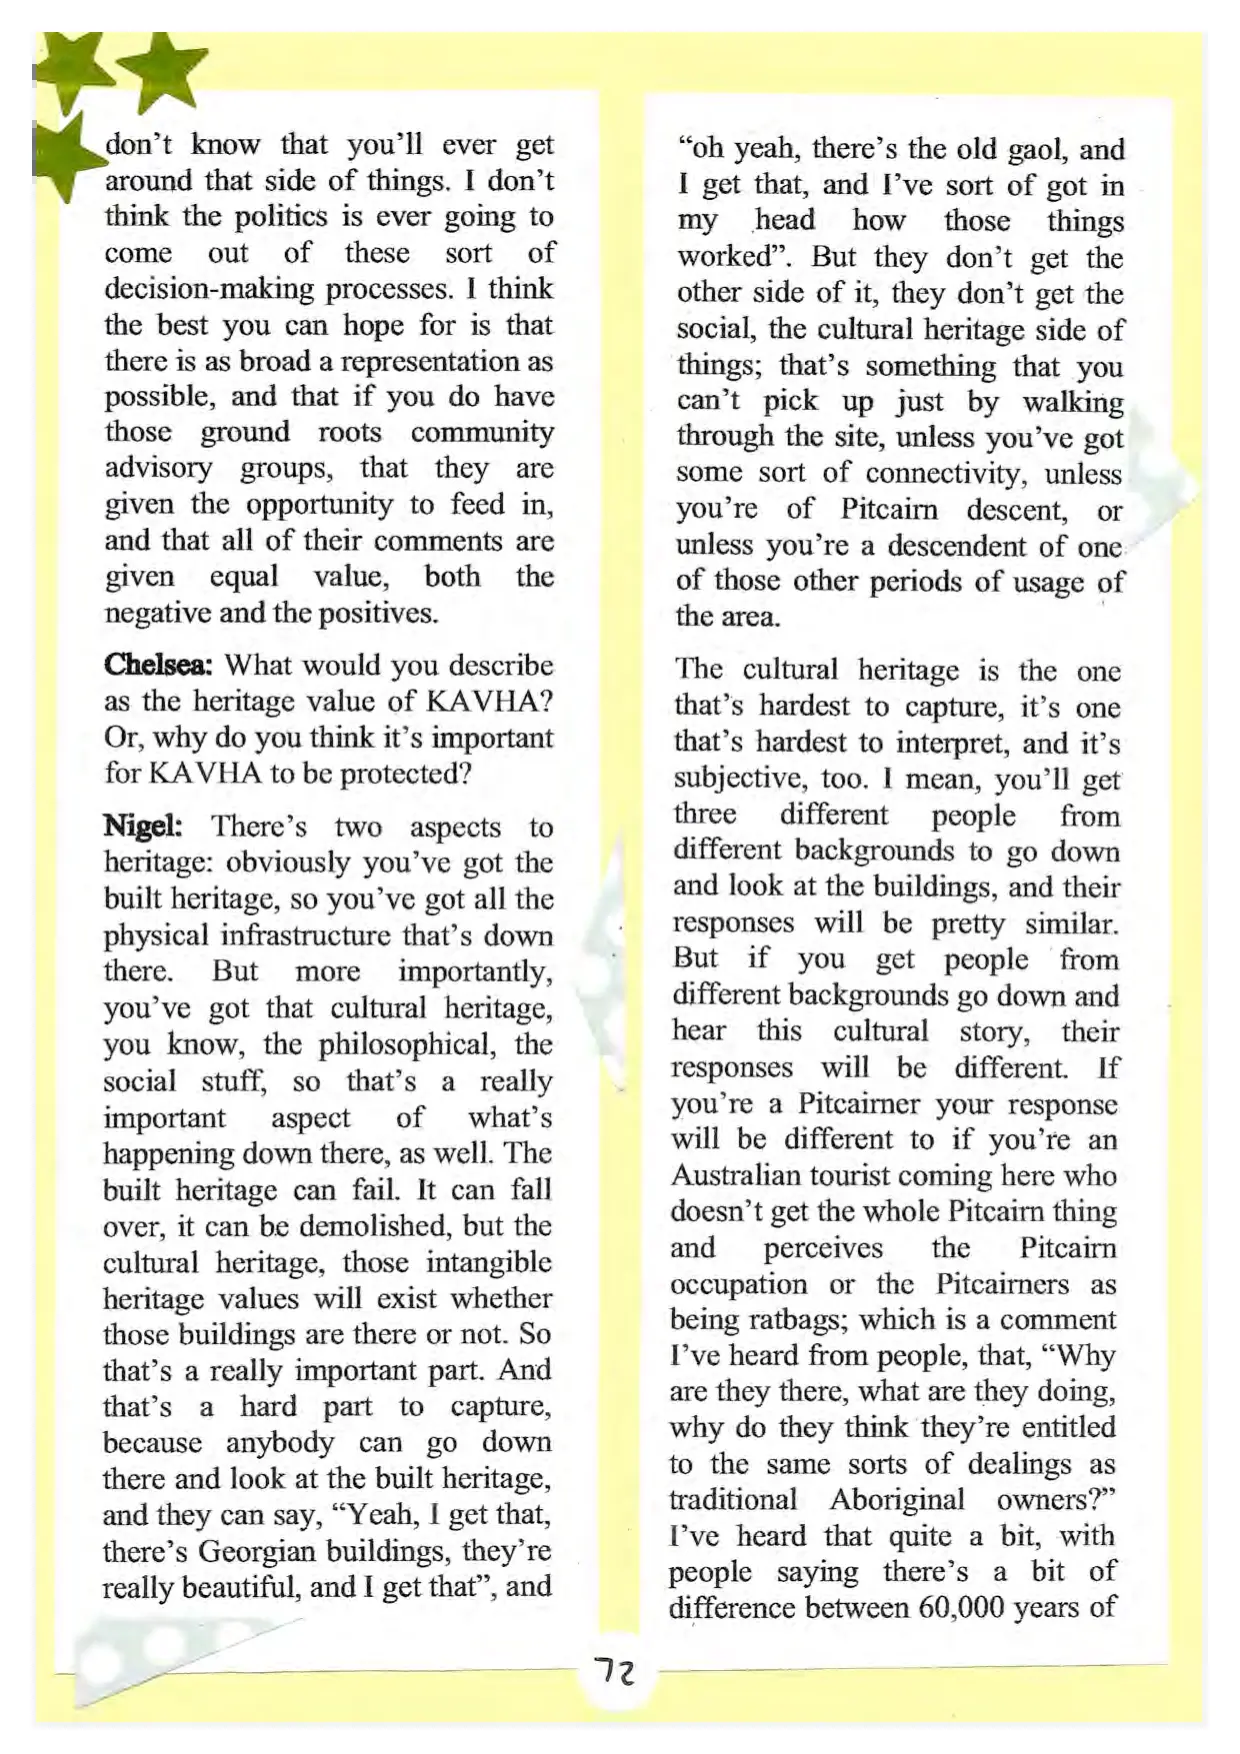 don't know that you'll ever get
around that side of things. I don't
think the politics is ever going to
come out of these sort of
decision-making processes. I think
the best you can hope for is that
there is as broad a representation as
possible, and that if you do have
those ground roots community
advisory groups, that they are
given the opportunity to feed in,
and that all of their comments are
given equal value, both the
negative and the positives.
Chelsea: What would you describe
as the heritage value of KAVHA?
Or, why do you think it's important
for KAVHA to be protected?
Nigel: There's two aspects to
heritage: obviously you've got the
built heritage, so you've got all the
physical infrastructure that's down
there. But more importantly,
you've got that cultural heritage,
you know, the philosophical, the
social stuff, so that's a really
important aspect of what's
happening down there, as well. The
built heritage can fail. It can fall
over, it can be demolished, but the
cultural heritage, those intangible
heritage values will exist whether
those buildings are there or not. So
that's a really important part. And
that's a hard part to capture,
because anybody can go down
there and look at the built heritage,
and they can say, “Yeah, I get that,
there's Georgian buildings, they're
really beautiful, and I get that”, and
“oh yeah, there's the old gaol, and
I get that, and I've sort of got in
my head how those things
worked”. But they don't get the
other side of it, they don't get the
social, the cultural heritage side of
things; that's something that you
can't pick up just by walking
through the site, unless you've got
some sort of connectivity, unless
you're of Pitcairn descent, or
unless you're a descendent of one
of those other periods of usage of
the area.
The cultural heritage is the one
that's hardest to capture, it's one
that's hardest to interpret, and it's
subjective, too. I mean, you'll get
three different people from
different backgrounds to go down
and look at the buildings, and their
responses will be pretty similar.
But if you get people from
different backgrounds go down and
hear this cultural story, their
responses will be different. If
you're a Pitcairner your response
will be different to if you're an
Australian tourist coming here who
doesn't get the whole Pitcairn thing
and perceives the Pitcairn
occupation or the Pitcairners as
being ratbags; which is a comment
I've heard from people, that, “Why
are they there, what are they doing,
why do they think they're entitled
to the same sorts of dealings as
traditional Aboriginal owners?”
I've heard that quite a bit, with
people saying there's a bit of
difference between 60,000 years of
72